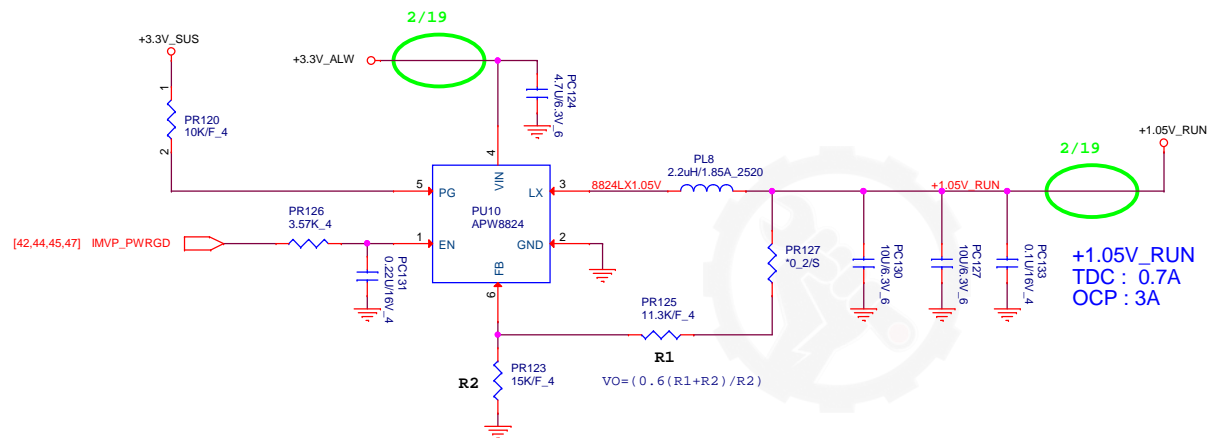 2/19
+3.3V_SUS
+3.3V_ALW
PC124
4.7U/6.3V_6
1
PR120
10K/F_4
2
4
VIN
5
PG
PU10
APW8824
LX
3
8824LX1.05V
PL8
2.2uH/1.85A_2520
+1.05V_RUN
2/19
+1.05V_RUN
[42,44,45,47]
IMVP_PWRGD
PR126
3.57K_4
1
EN
GND
2
FB
6
PC131
0.22U/16V_4
PR127
*0_2/S
PC130
10U/6.3V_6
PC127
10U/6.3V_6
PC133
0.1U/16V_4
+1.05V_RUN
TDC : 0.7A
OCP : 3A
PR125
11.3K/F_4
R1
R2
PR123
15K/F_4
VO=(0.6(R1+R2)/R2)